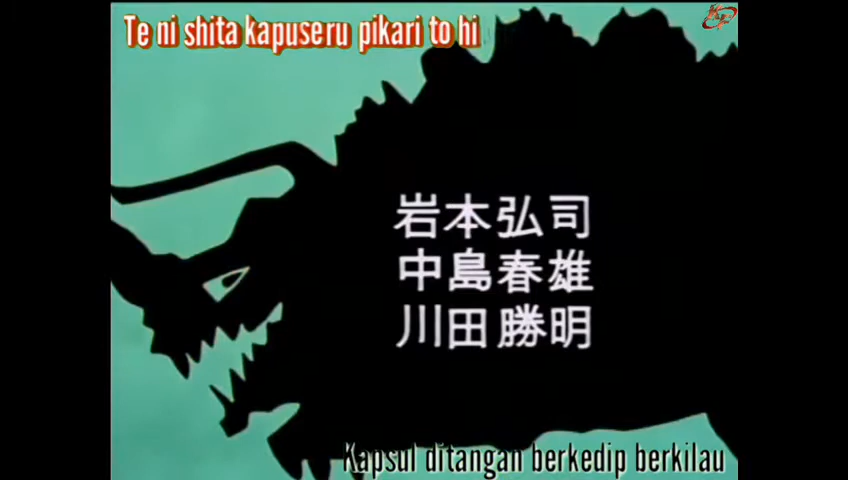 Te ni shita kapuseru pikari to hi
岩本弘司
中島春雄
川田勝明
Kapsul ditangan berkedip berkilau